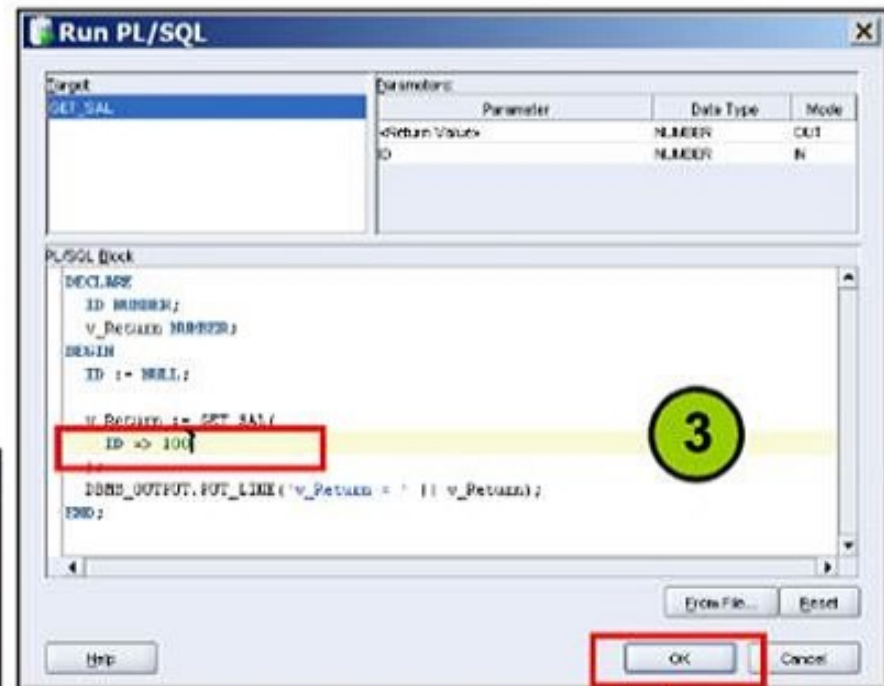 Run PL/SQL
Target
Parameters:
GET_SAL
Parameter Data Type Mode
<Return Value> NUMBER OUT
ID NUMBER IN
PL/SQL Block
DECLARE
ID NUMBER;
v_Return NUMBER;
BEGIN
ID := NULL;
v_Return := GET_SAL(
ID => 100
);
DBMS_OUTPUT.PUT_LINE('v_Return = ' || v_Return);
END;
3
From File...
Reset
Help
OK
Cancel